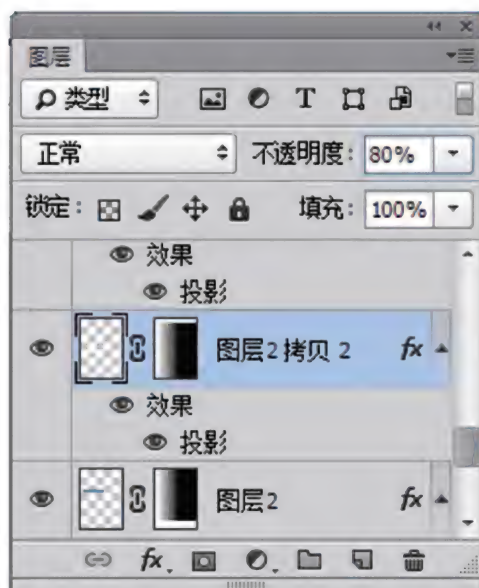 图层
类型 T
正常 不透明度： 80%
锁定： 填充： 100%
效果
投影
图层2拷贝 2 fx
效果
投影
图层2 fx
fx.